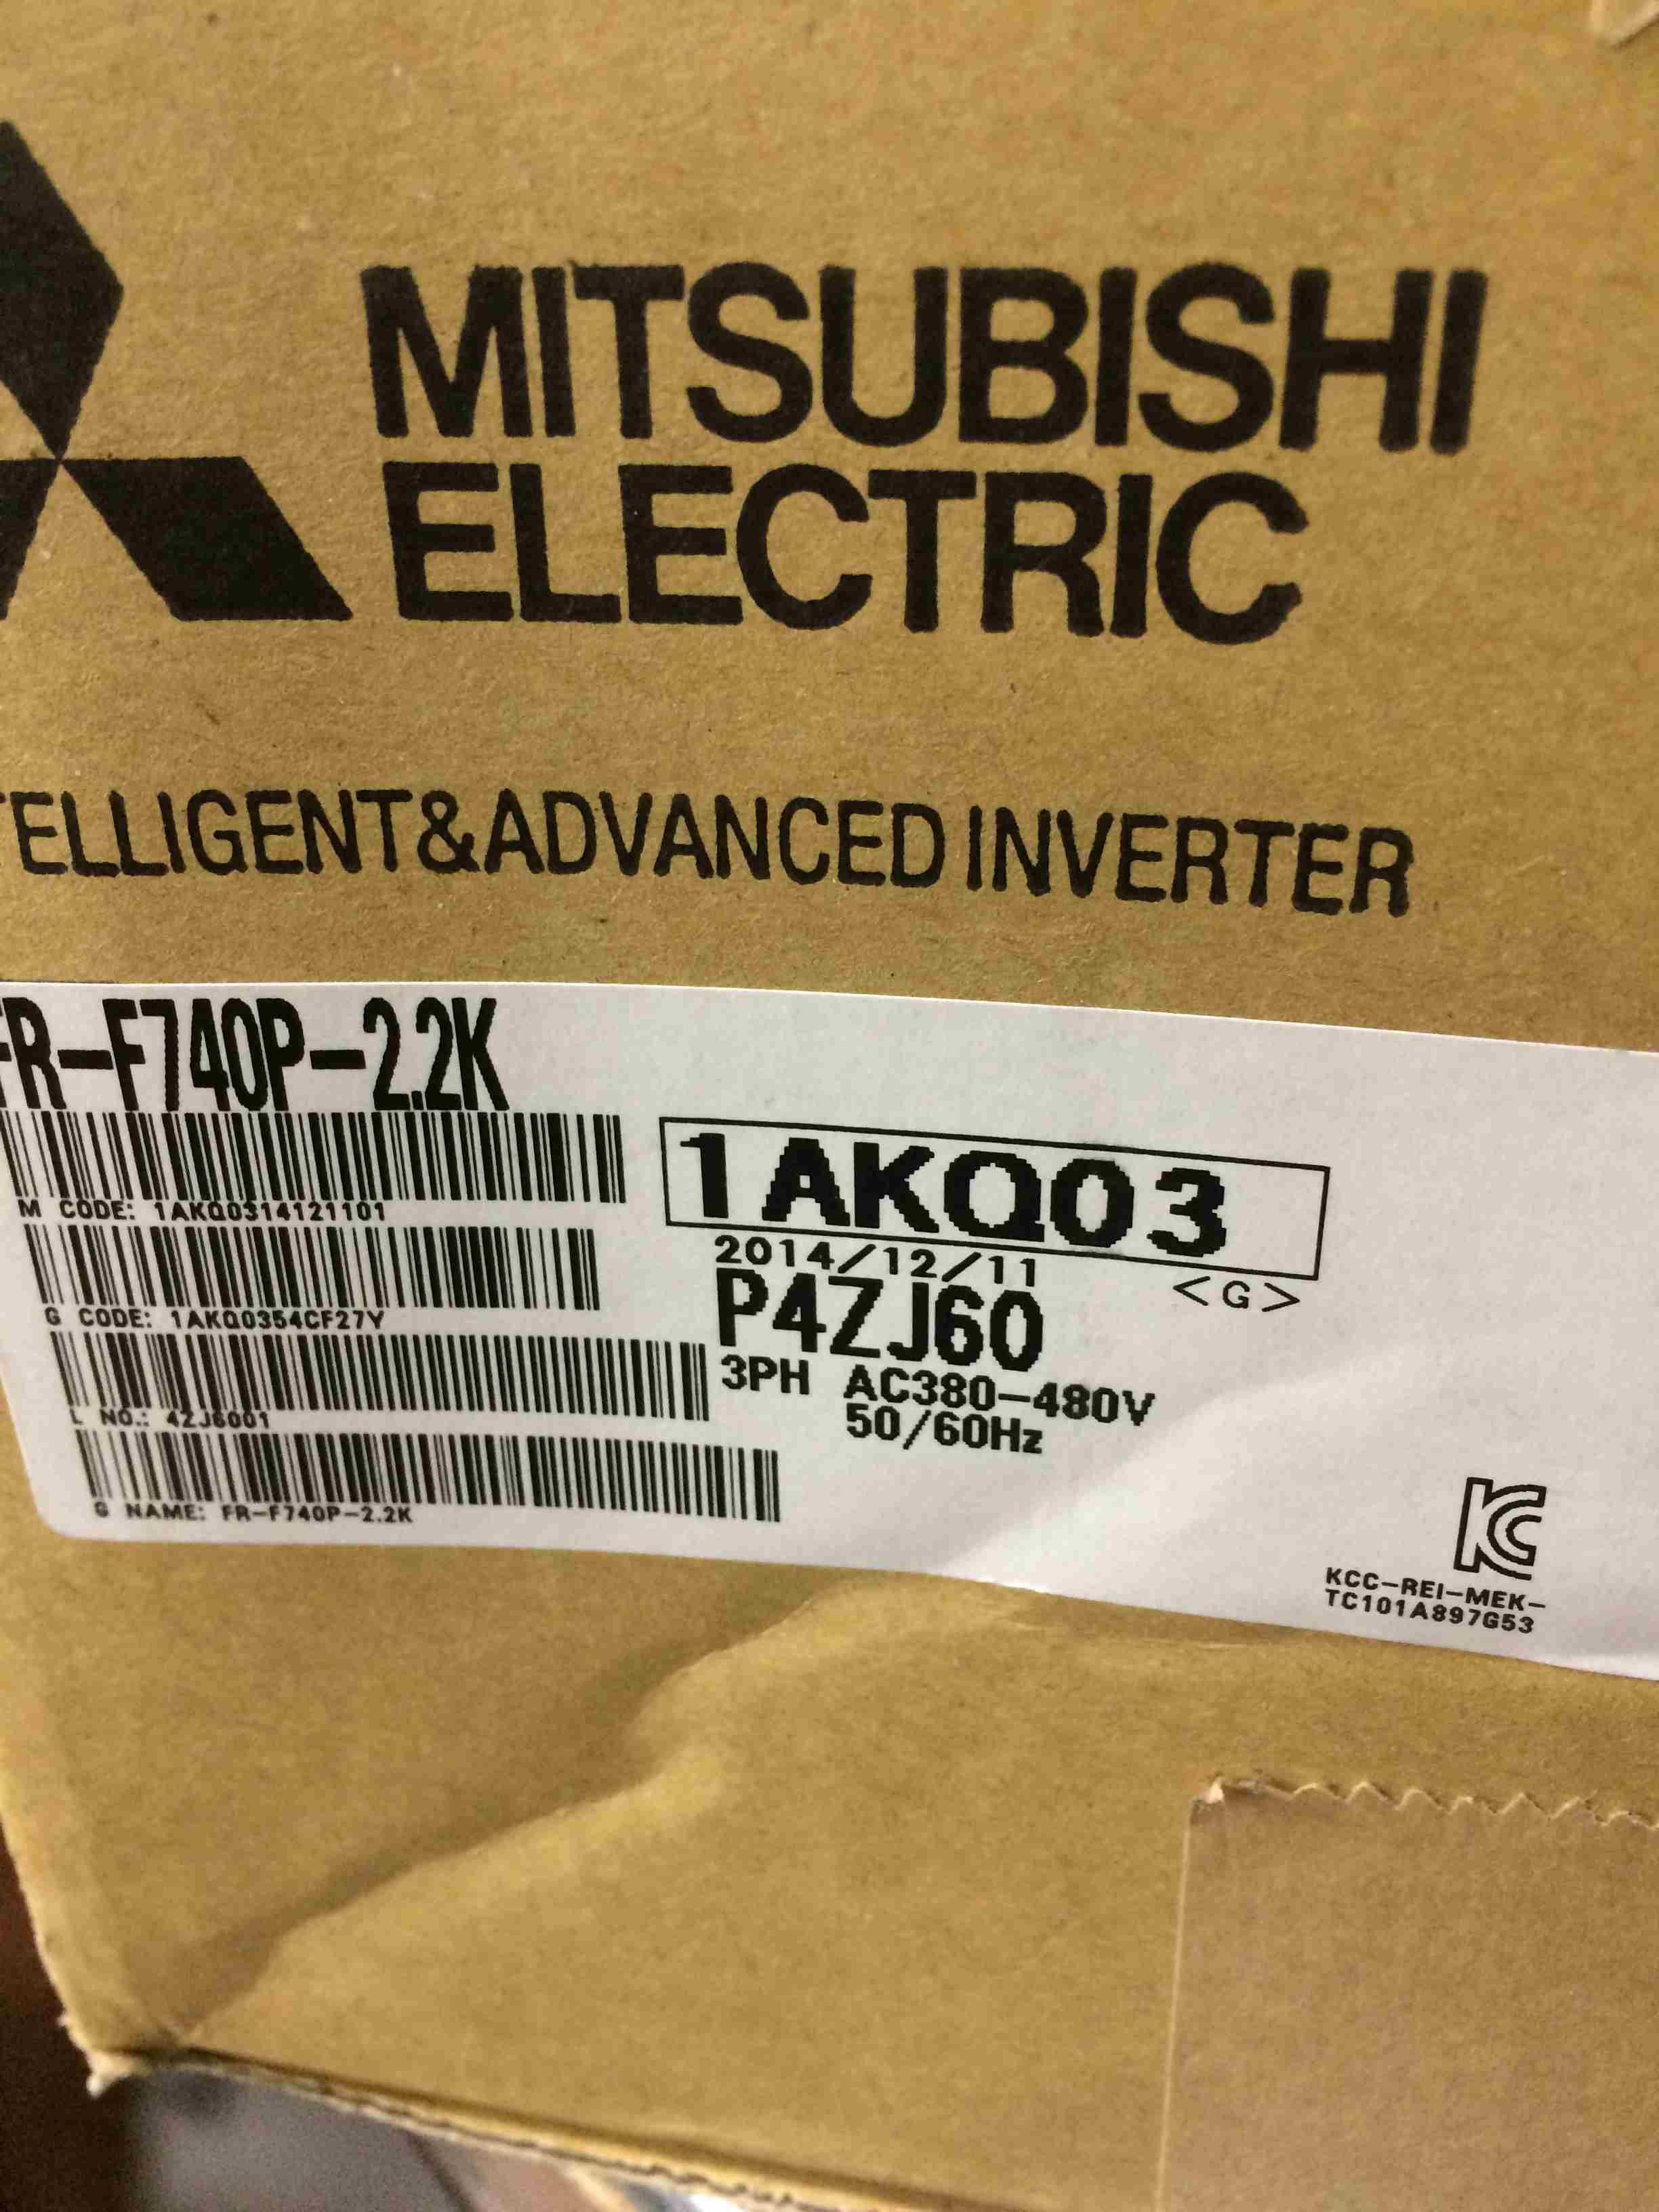 MITSUBISHI
ELECTRIC
TELLIGENT&ADVANCED INVERTER
FR-F740P-2.2K
1AKQ03
M CODE: 1AKQ0314121101
2014/12/11
<G>
P4ZJ60
G CODE: 1AKQ0354CF27Y
3PH AC380-480V
50/60Hz
L NO.: 4ZJ6001
G NAME: FR-F740P-2.2K
KCC-REI-MEK-
TC101A897G53